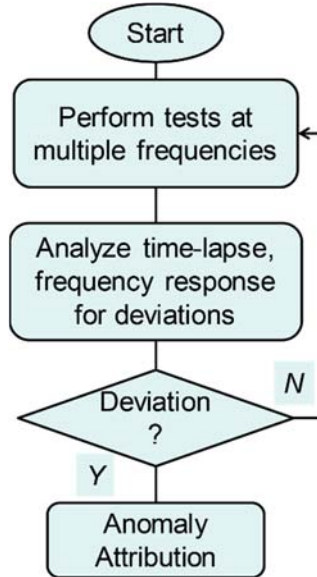 Start
Perform tests at
multiple frequencies
Analyze time-lapse,
frequency response
for deviations
Deviation
?
N
Y
Anomaly
Attribution